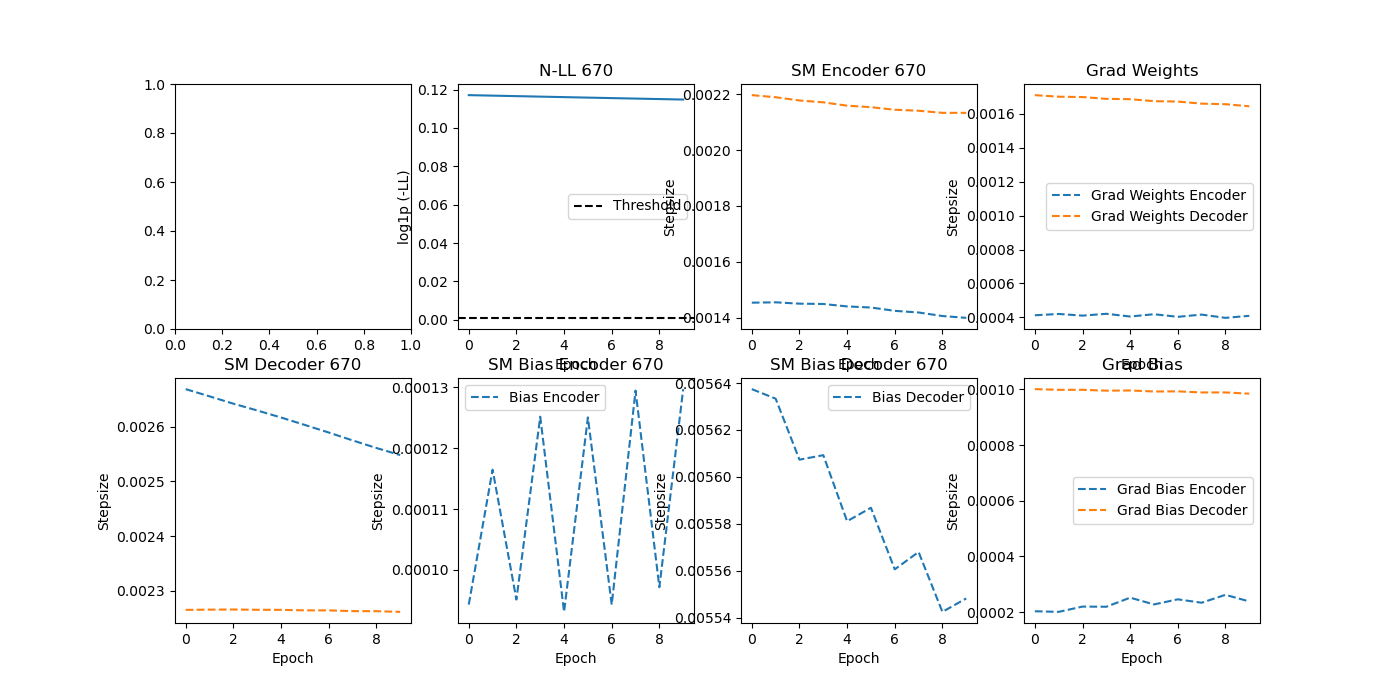 N-LL 670
SM Encoder 670
Grad Weights
1.0
0.8
0.6
0.4
0.2
0.0
0.0 0.2 0.4 0.6 0.8 1.0
log1p (-LL)
0.12
0.10
0.08
0.06
0.04
0.02
0.00
Threshold
0 2 4 6 8
Epoch
Stepsize
0.0022
0.0020
0.0018
0.0016
0.0014
0 2 4 6 8
Epoch
Stepsize
0.0016
0.0014
0.0012
0.0010
0.0008
0.0006
0.0004
Grad Weights Encoder
Grad Weights Decoder
0 2 4 6 8
Epoch
SM Decoder 670
Stepsize
0.0026
0.0025
0.0024
0.0023
0 2 4 6 8
Epoch
SM Bias Encoder 670
Stepsize
0.00013
0.00012
0.00011
0.00010
Bias Encoder
0 2 4 6 8
Epoch
SM Bias Decoder 670
Stepsize
0.00564
0.00562
0.00560
0.00558
0.00556
0.00554
Bias Decoder
0 2 4 6 8
Epoch
Grad Bias
Stepsize
0.0010
0.0008
0.0006
0.0004
0.0002
Grad Bias Encoder
Grad Bias Decoder
0 2 4 6 8
Epoch